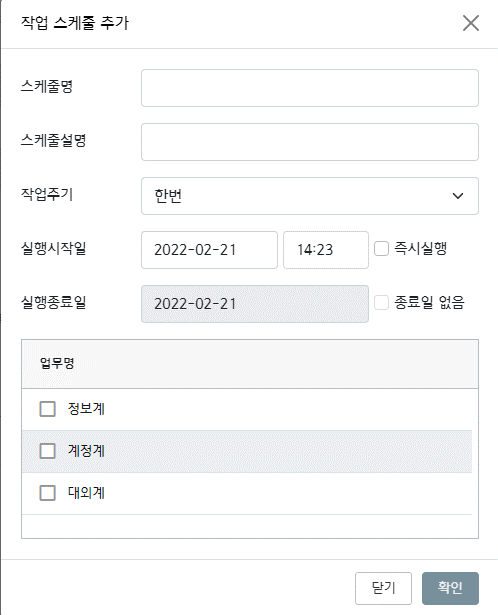 작업 스케줄 추가
스케줄명
스케줄설명
작업주기 한번
실행시작일 2022-02-21 14:23 즉시실행
실행종료일 2022-02-21 종료일 없음
업무명
정보계
계정계
대외계
닫기 확인